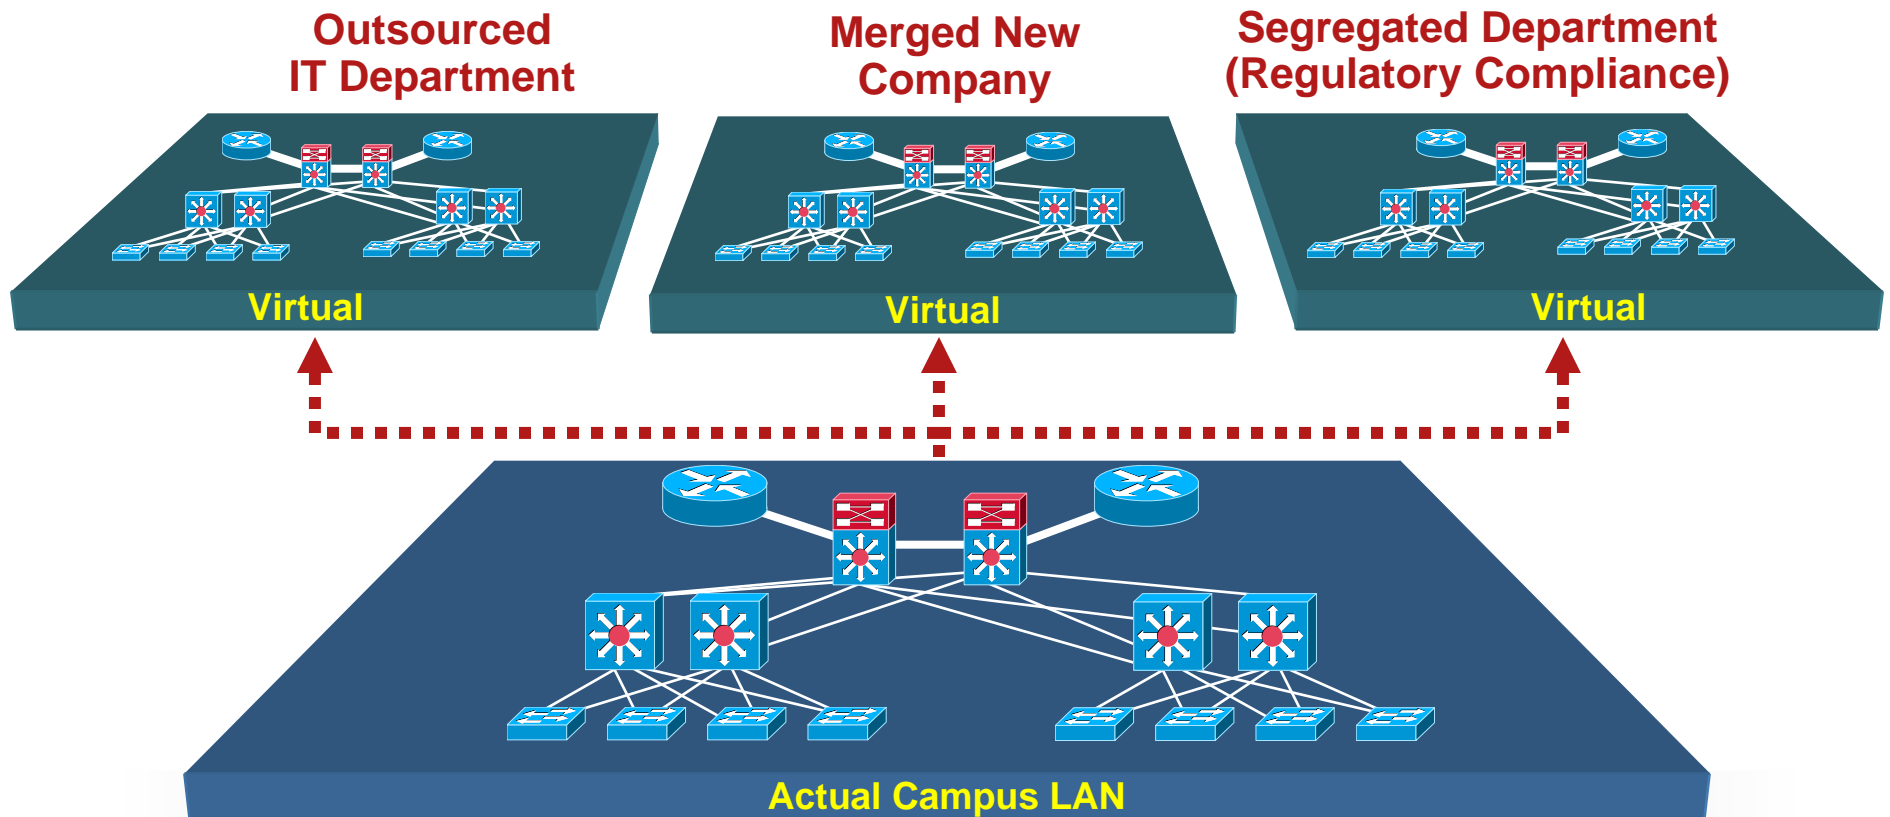 Outsourced
IT Department
Merged New
Company
Segregated Department
(Regulatory Compliance)
Virtual
Virtual
Virtual
Actual Campus LAN